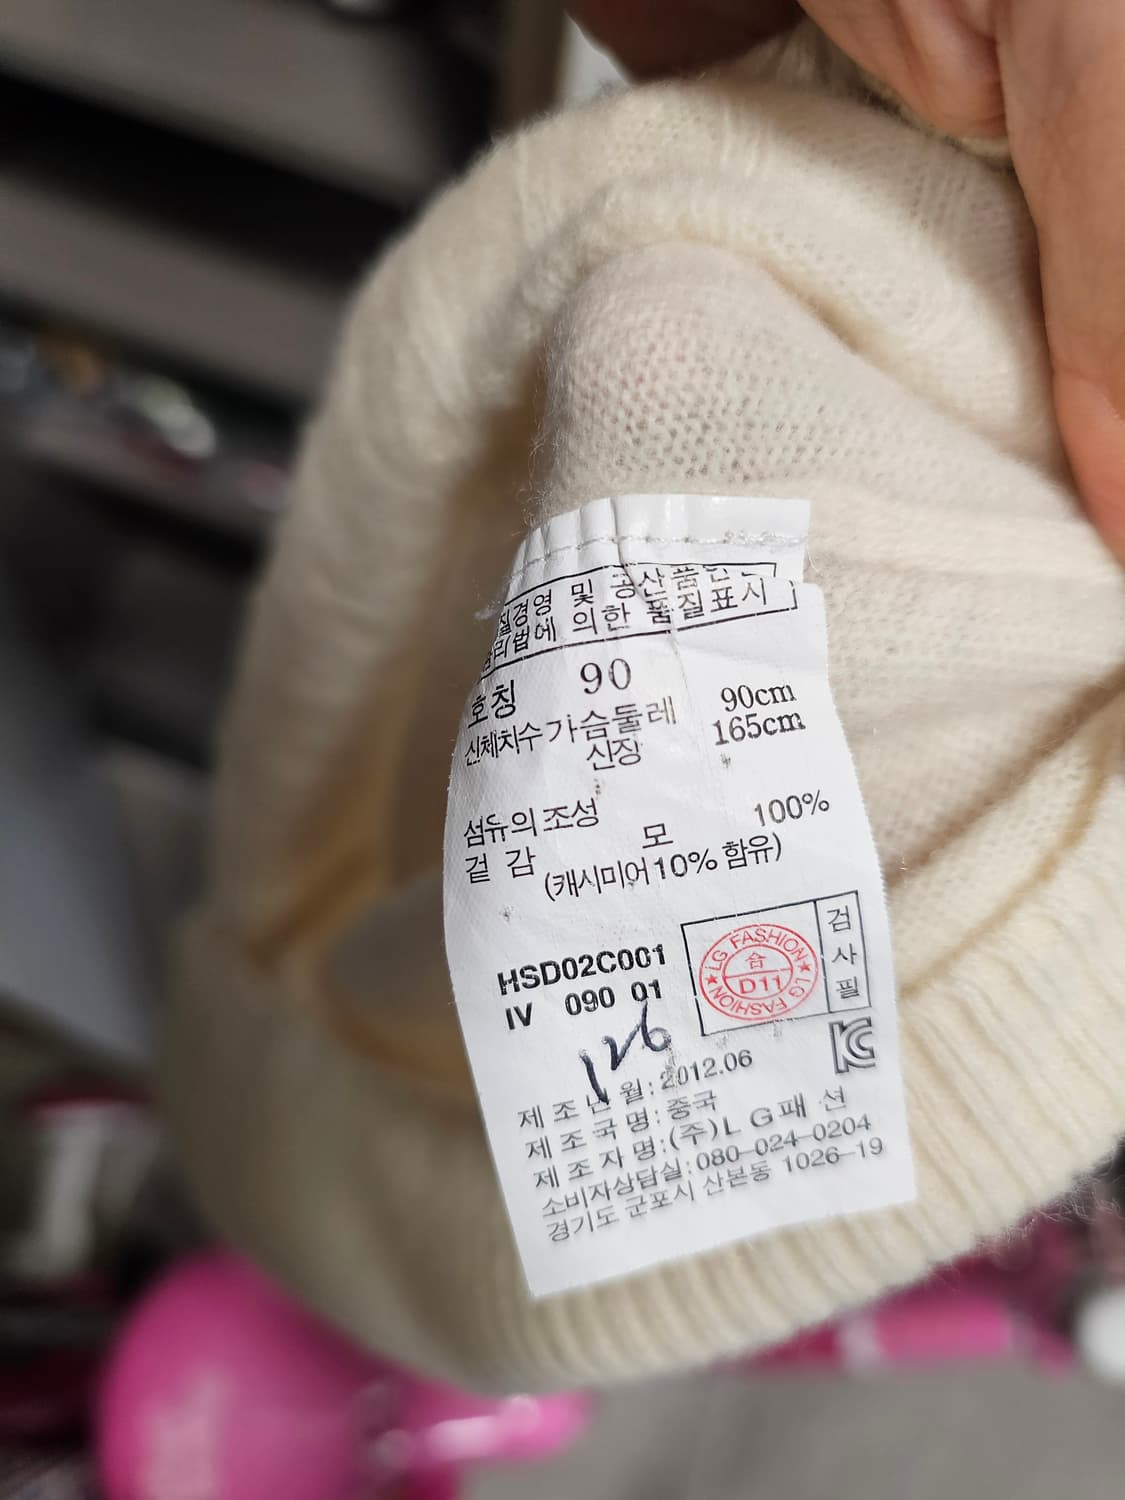 질경영 및 공산품안전
관리법에 의한 품질표시
호칭 90
신체치수 가슴둘레 90cm
신장 165cm
섬유의 조성
겉 감 모 100%
(캐시미어10% 함유)
HSD02C001
IV 090 01
LG FASHION ★ LG FASHION ★
合
D11
검
사
필
제 조 년 월: 2012.06
제 조 국 명: 중국
제 조 자 명:(주)L G패 션
소비자상담실: 080-024-0204
경기도 군포시 산본동 1026-19